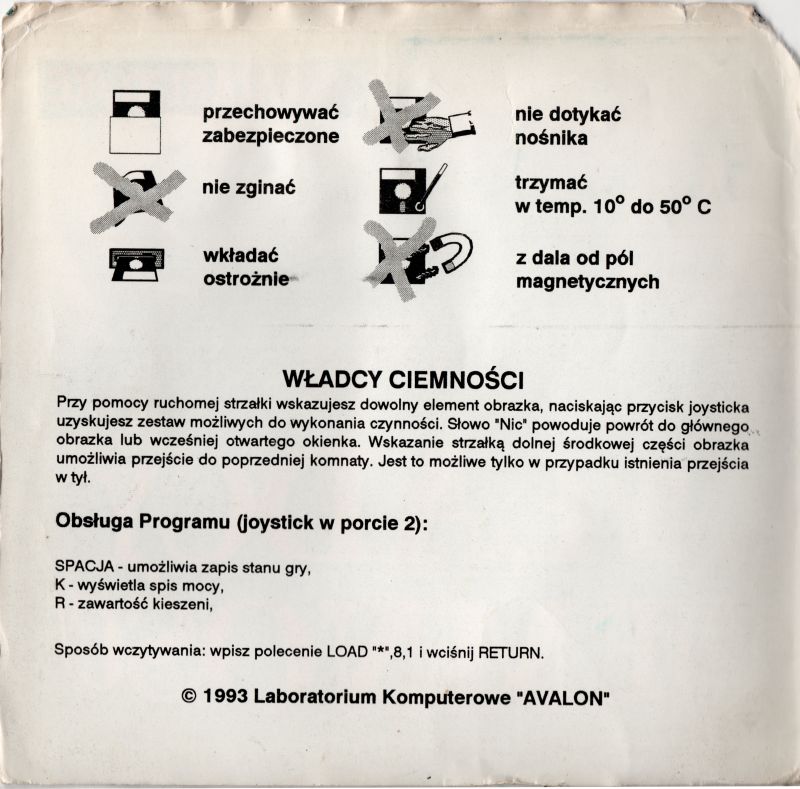 przechowywać
zabezpieczone
nie dotykać
nośnika
nie zginać
trzymać
w temp. 10° do 50° C
wkładać
ostrożnie
z dala od pól
magnetycznych
WŁADCY CIEMNOŚCI
Przy pomocy ruchomej strzałki wskazujesz dowolny element obrazka, naciskając przycisk joysticka
uzyskujesz zestaw możliwych do wykonania czynności. Słowo "Nic" powoduje powrót do głównego
obrazka lub wcześniej otwartego okienka. Wskazanie strzałką dolnej środkowej części obrazka
umożliwia przejście do poprzedniej komnaty. Jest to możliwe tylko w przypadku istnienia przejścia
w tył.
Obsługa Programu (joystick w porcie 2):
SPACJA - umożliwia zapis stanu gry,
K - wyświetla spis mocy,
R - zawartość kieszeni,
Sposób wczytywania: wpisz polecenie LOAD "*",8,1 i wciśnij RETURN.
© 1993 Laboratorium Komputerowe "AVALON"